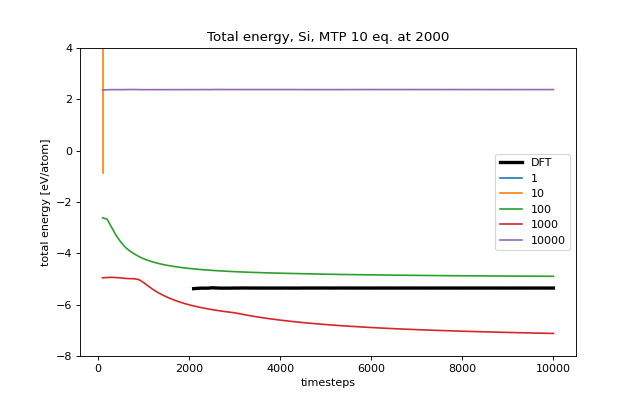 Total energy, Si, MTP 10 eq. at 2000
total energy [eV/atom]
4
2
0
−2
−4
−6
−8
DFT
1
10
100
1000
10000
0 2000 4000 6000 8000 10000
timesteps